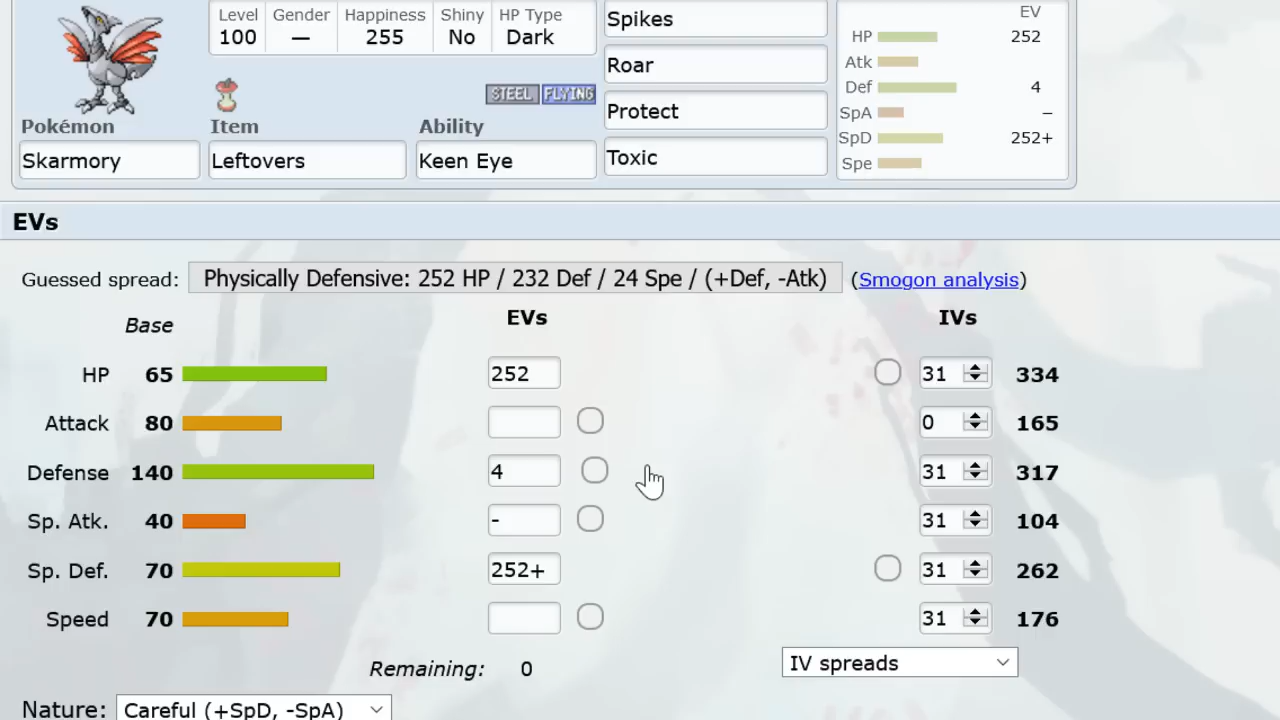 Level Gender Happiness Shiny HP Type
100 — 255 No Dark
STEEL FLYING
Pokémon Item Ability
Skarmory Leftovers Keen Eye
Spikes
Roar
Protect
Toxic
EV
HP 252
Atk
Def 4
SpA –
SpD 252+
Spe
EVs
Guessed spread: Physically Defensive: 252 HP / 232 Def / 24 Spe / (+Def, -Atk) (Smogon analysis)
Base EVs IVs
HP 65 252 31 334
Attack 80 0 165
Defense 140 4 31 317
Sp. Atk. 40 - 31 104
Sp. Def. 70 252+ 31 262
Speed 70 31 176
Remaining: 0 IV spreads
Nature: Careful (+SpD, -SpA)